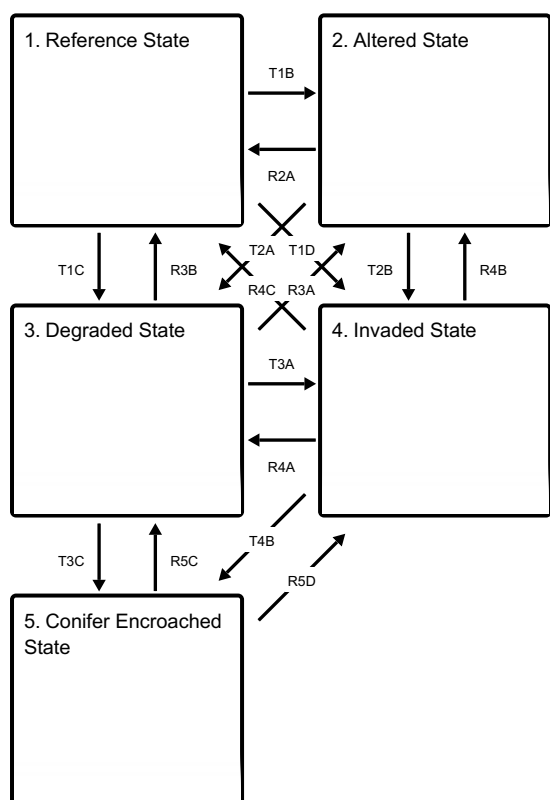 1. Reference State
2. Altered State
T1B
R2A
T2A T1D
T1C
R3B
T2B
R4B
R4C R3A
3. Degraded State
4. Invaded State
T3A
R4A
T4B
T3C
R5C
R5D
5. Conifer Encroached
State